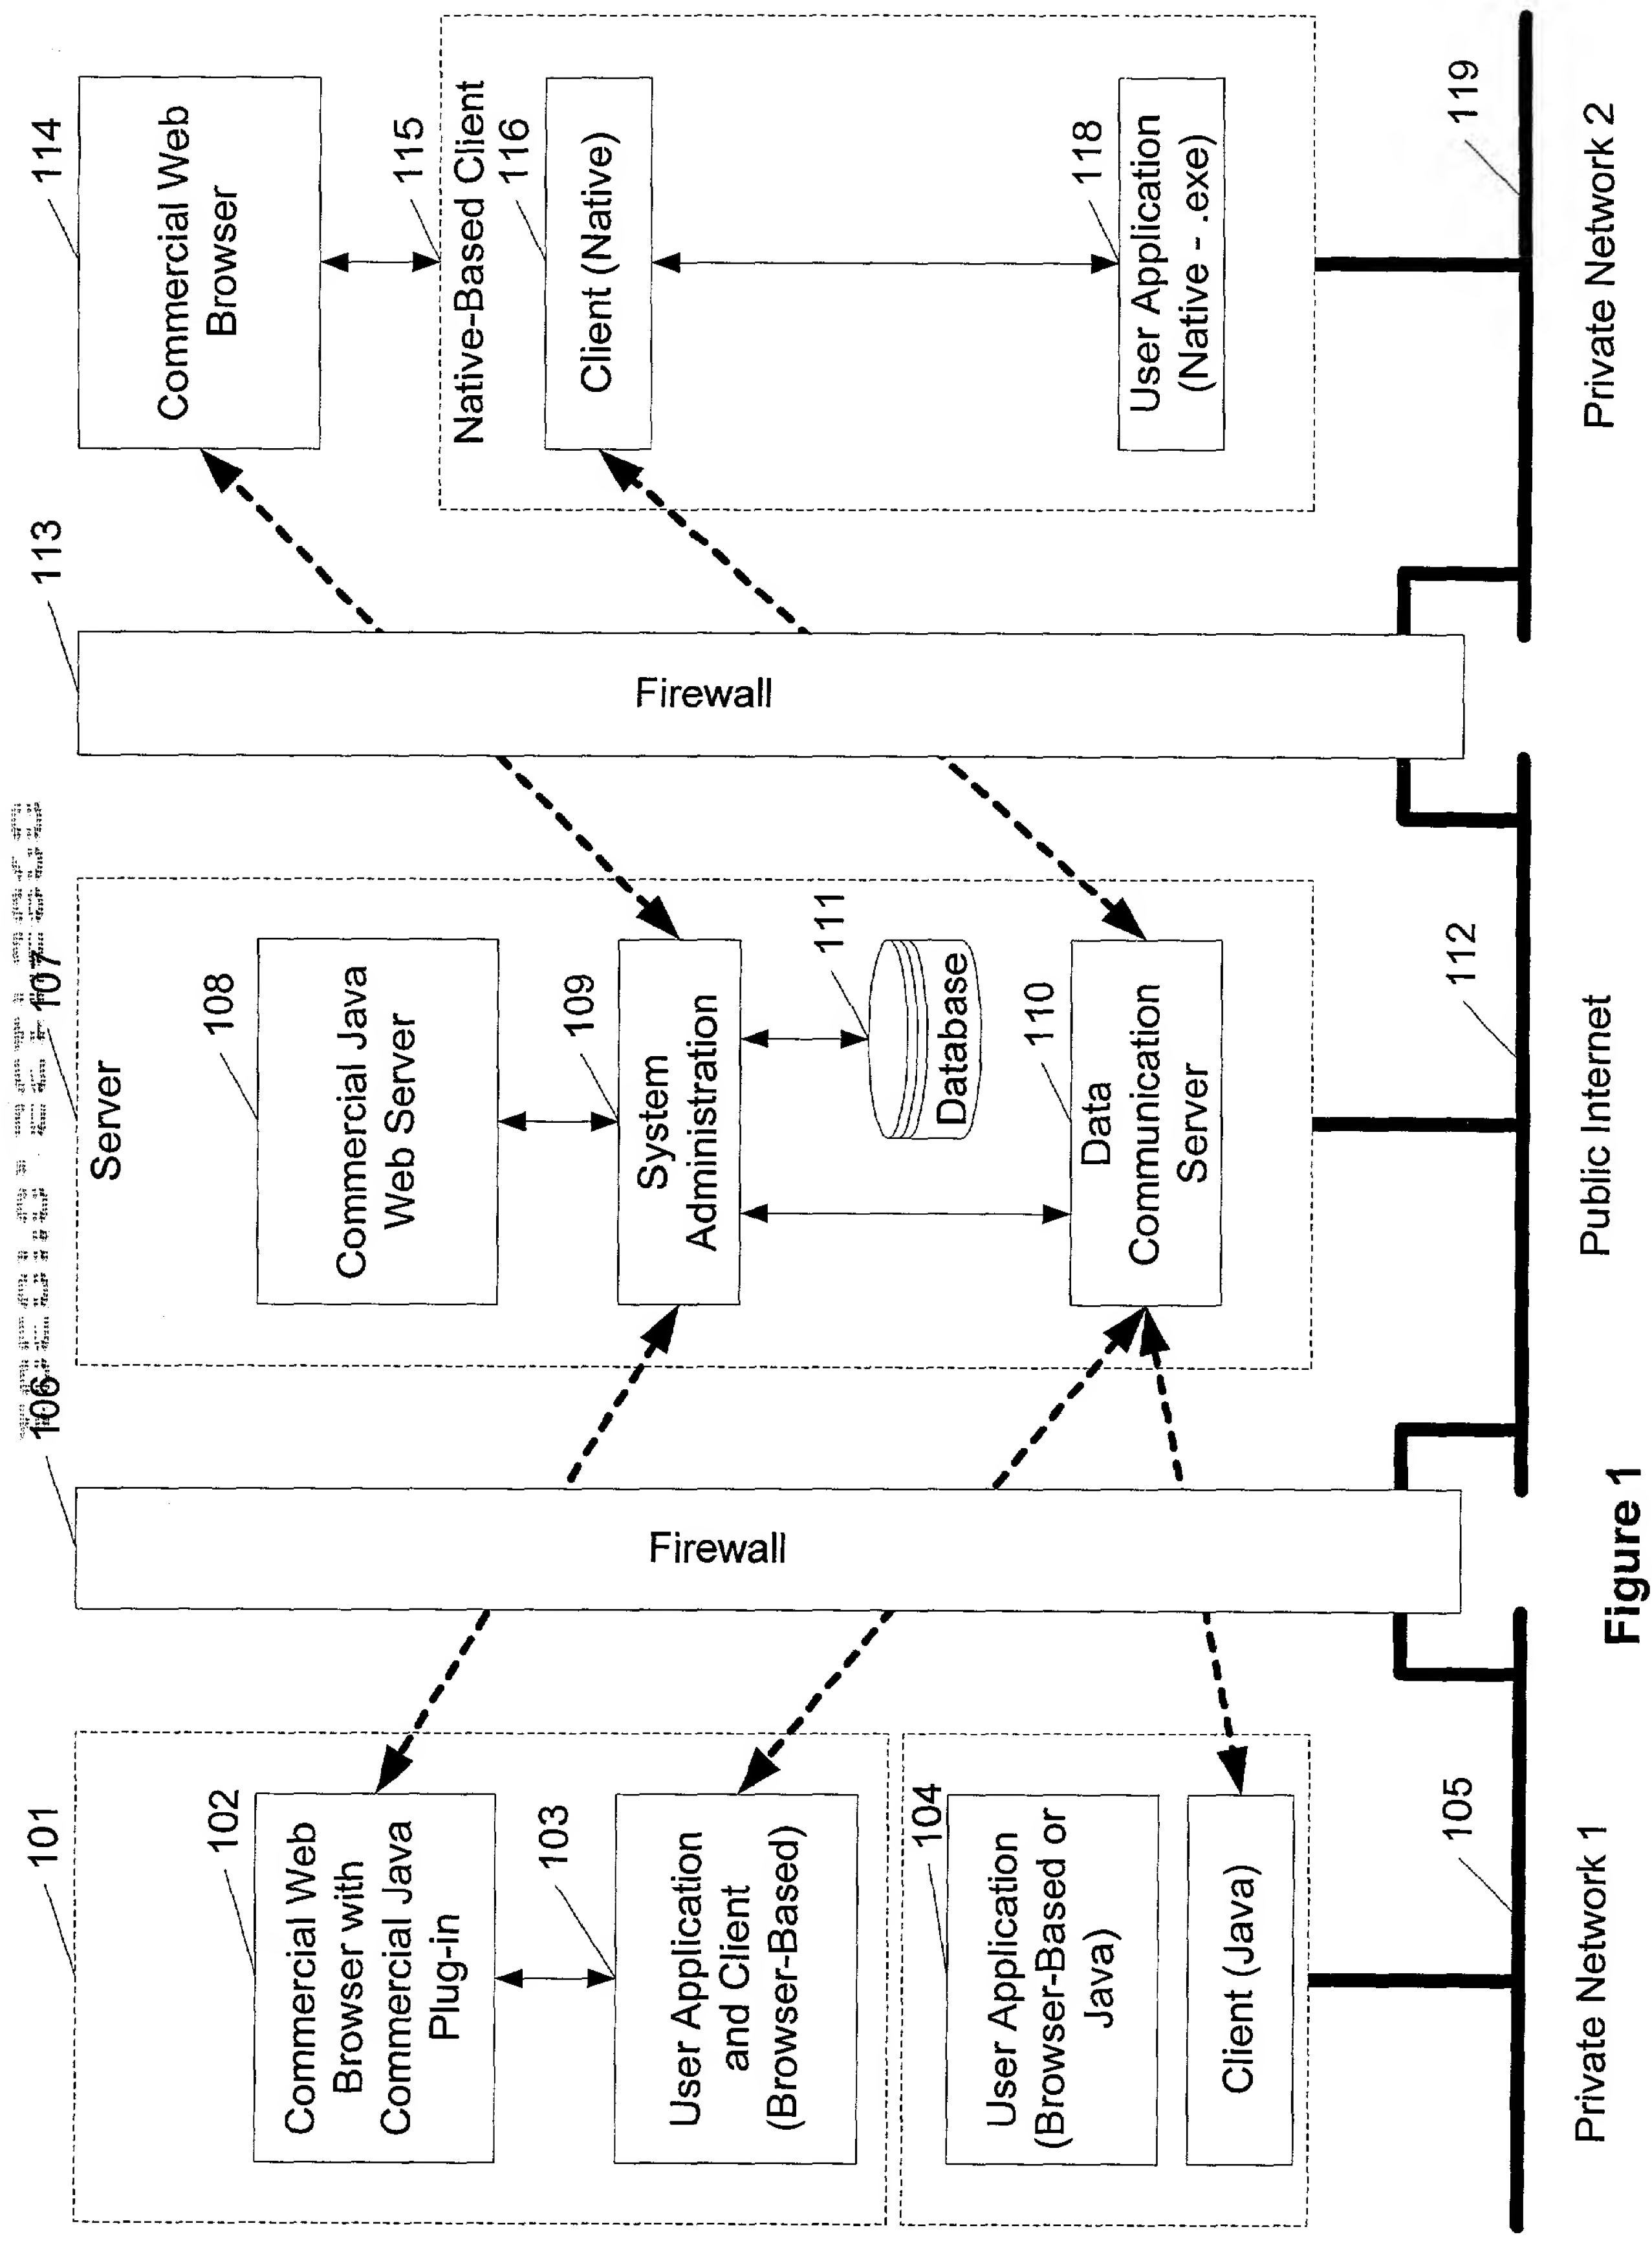 101
102
Commercial Web
Browser with
Commercial Java
Plug-in
103
User Application
and Client
(Browser-Based)
104
User Application
(Browser-Based or
Java)
Client (Java)
105
Private Network 1
106
Firewall
107
Server
108
Commercial Java
Web Server
109
System
Administration
111
Database
110
Data
Communication
Server
112
Public Internet
113
Firewall
114
Commercial Web
Browser
115
Native-Based Client
116
Client (Native)
118
User Application
(Native - .exe)
119
Private Network 2
Figure 1